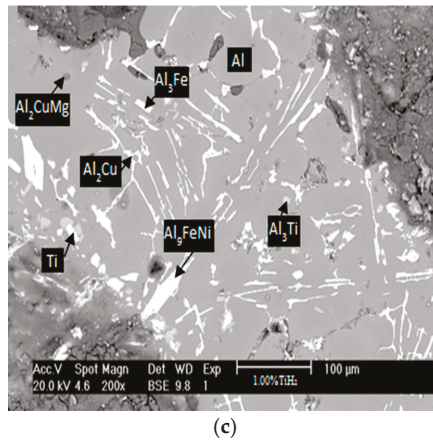 Al
Al₃Fe
Al₂CuMg
Al₂Cu
Al₃Ti
Ti
Al₉FeNi
Acc.V Spot Magn Det WD Exp
20.0 kV 4.6 200x BSE 9.8 1
100 µm
1.00%TiH₂
(c)